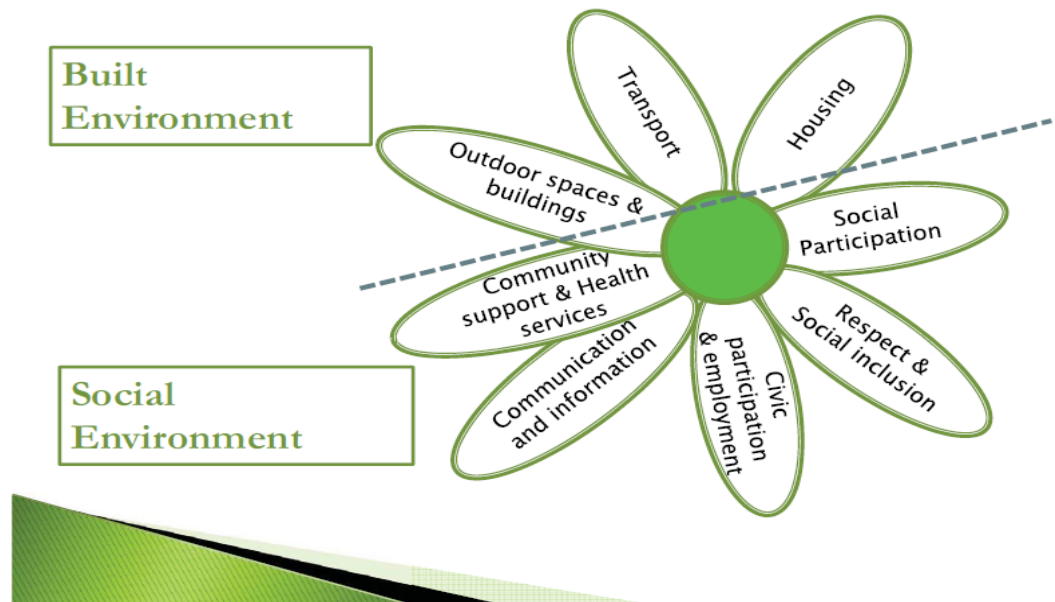 Built
Environment
Transport
Housing
Outdoor spaces &
buildings
Social
Participation
Community
support & Health
services
Respect &
Social inclusion
Communication
and information
Civic
participation
& employment
Social
Environment